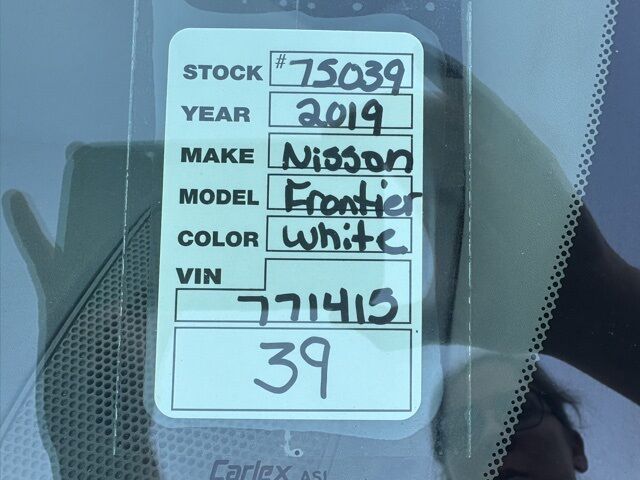 STOCK #75039
YEAR 2019
MAKE Nissan
MODEL Frontier
COLOR White
VIN
771415
39
Carlex ASI